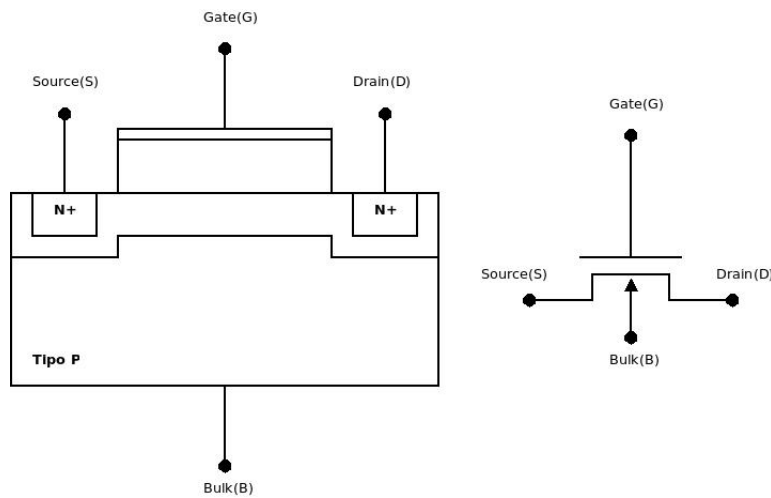 Gate(G)
Source(S)
Drain(D)
N+
N+
Tipo P
Bulk(B)
Gate(G)
Source(S)
Drain(D)
Bulk(B)